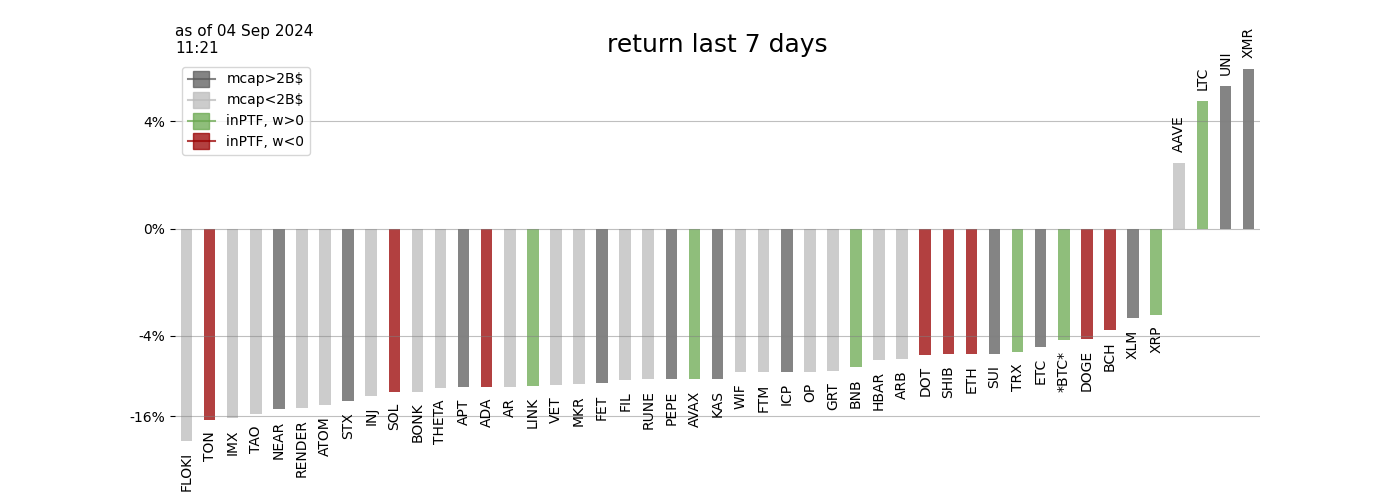 as of 04 Sep 2024
11:21
return last 7 days
mcap>2B$
mcap<2B$
inPTF, w>0
inPTF, w<0
4%
0%
-4%
-16%
FLOKI
TON
IMX
TAO
NEAR
RENDER
ATOM
STX
INJ
SOL
BONK
THETA
APT
ADA
AR
LINK
VET
MKR
FET
FIL
RUNE
PEPE
AVAX
KAS
WIF
FTM
ICP
OP
GRT
BNB
HBAR
ARB
DOT
SHIB
ETH
SUI
TRX
ETC
*BTC*
DOGE
BCH
XLM
XRP
AAVE
LTC
UNI
XMR